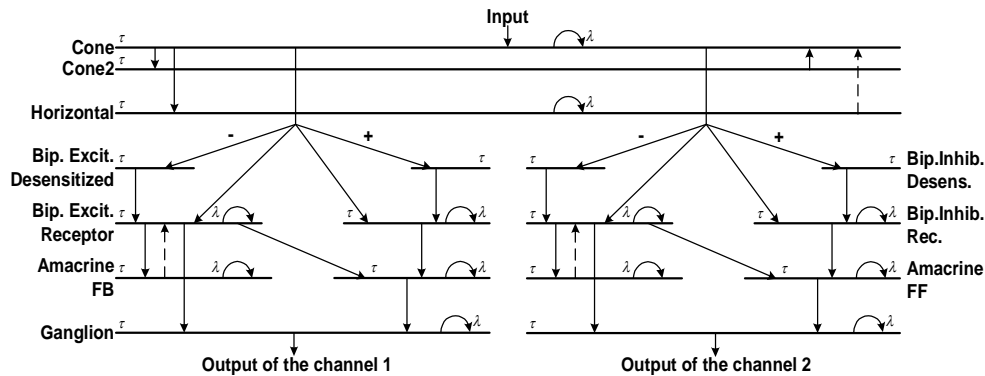 Input
Cone τ λ
Cone2 τ
Horizontal τ λ
- + - +
Bip. Excit. τ τ τ τ Bip.Inhib.
Desensitized Desens.
Bip. Excit. τ λ τ λ τ λ τ λ Bip.Inhib.
Receptor Rec.
Amacrine τ λ τ λ τ λ τ λ Amacrine
FB FF
Ganglion τ λ τ λ
Output of the channel 1 Output of the channel 2